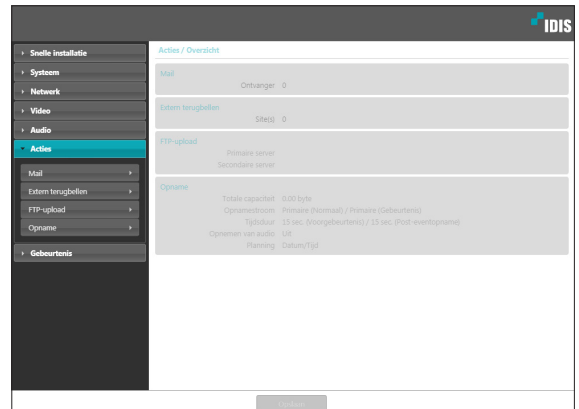 IDIS
Snelle installatie
Systeem
Netwerk
Video
Audio
Acties
Mail
Extern terugbellen
FTP-upload
Opname
Gebeurtenis
Acties / Overzicht
Mail
Ontvanger 0
Extern terugbellen
Site(s) 0
FTP-upload
Primaire server
Secondaire server
Opname
Totale capaciteit 0.00 byte
Opnamestroom Primaire (Normaal) / Primaire (Gebeurtenis)
Tijdsduur 15 sec. (Voorgebeurtenis) / 15 sec. (Post-eventopname)
Opnemen van audio Uit
Planning Datum/Tijd